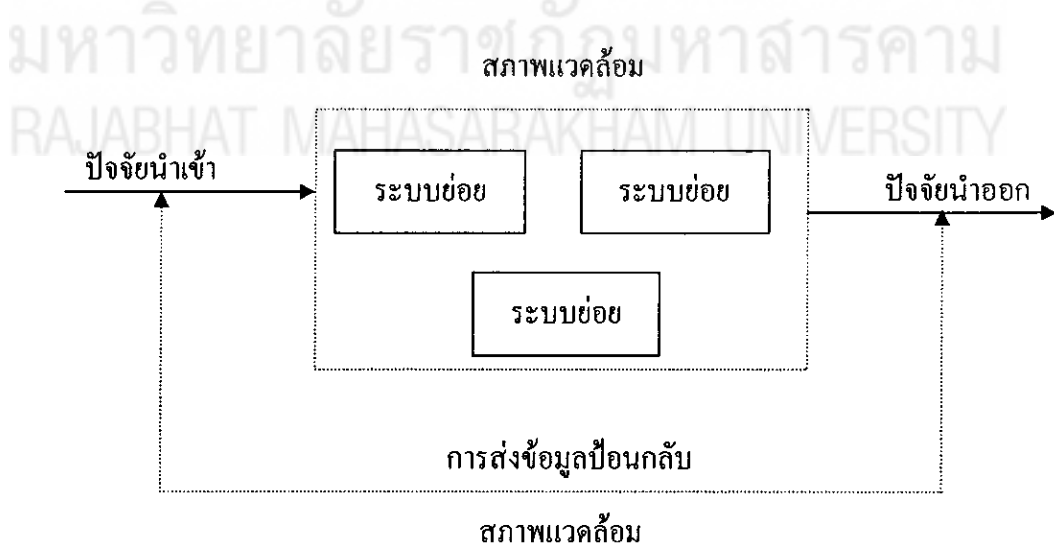 มหาวิทยาลัยราชภัฏมหาสารคาม
สภาพแวดล้อม
RAJABHAT MAHASARAKHAM UNIVERSITY
ปัจจัยนำเข้า
ระบบย่อย
ระบบย่อย
ปัจจัยนำออก
ระบบย่อย
การส่งข้อมูลป้อนกลับ
สภาพแวดล้อม